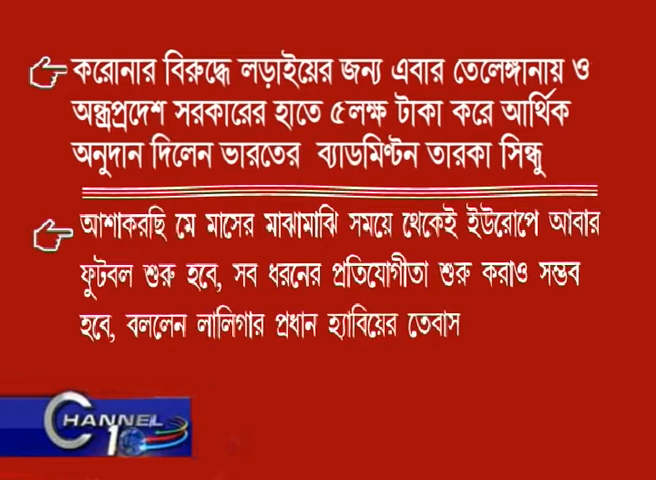 করোনার বিরুদ্ধে লড়াইয়ের জন্য এবার তেলেঙ্গানায় ও
অন্ধ্রপ্রদেশ সরকারের হাতে ৫লক্ষ টাকা করে আর্থিক
অনুদান দিলেন ভারতের ব্যাডমিন্টন তারকা সিন্ধু
আশাকরছি মে মাসের মাঝামাঝি সময়ে থেকেই ইউরোপে আবার
ফুটবল শুরু হবে, সব ধরনের প্রতিযোগীতা শুরু করাও সম্ভব
হবে, বললেন লালিগার প্রধান হ্যাবিয়ের তেবাস
CHANNEL
10